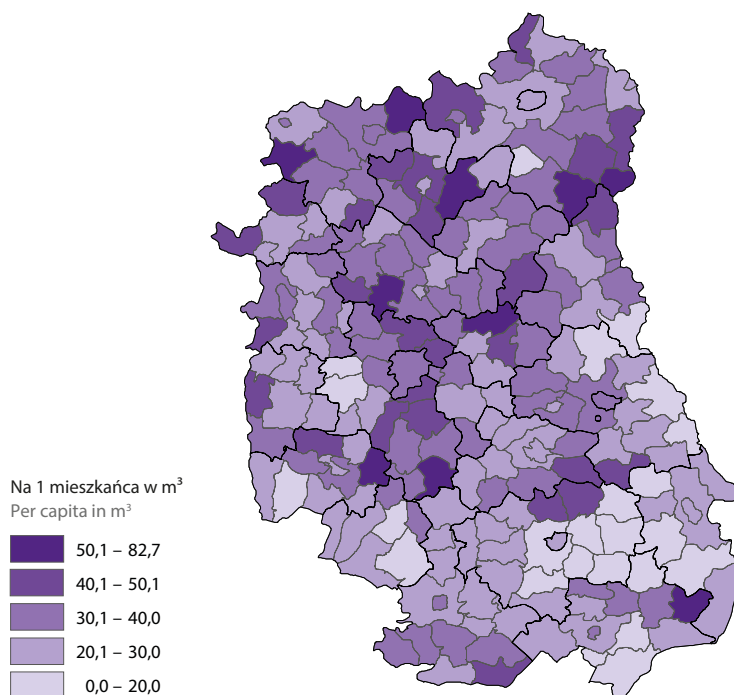 Na 1 mieszkańca w m³
Per capita in m³
50,1 – 82,7
40,1 – 50,1
30,1 – 40,0
20,1 – 30,0
0,0 – 20,0